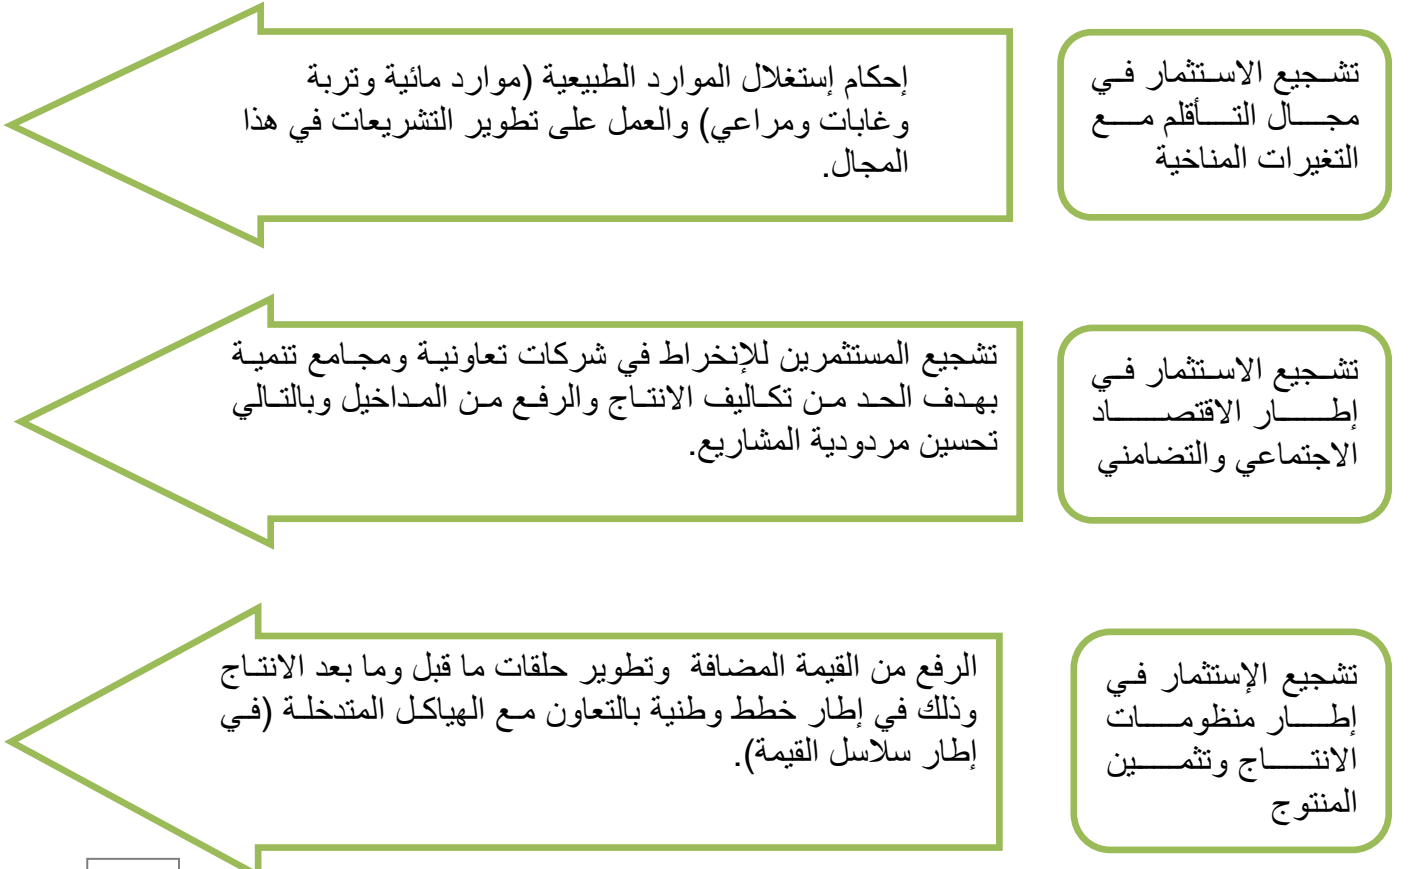 تشجيع الاستثمار في
مجال التأقلم مع
التغيرات المناخية
إحكام إستغلال الموارد الطبيعية (موارد مائية وتربة
وغابات ومراعي) والعمل على تطوير التشريعات في هذا
المجال.
تشجيع الاستثمار في
إطار الاقتصاد
الاجتماعي والتضامني
تشجيع المستثمرين للإنخراط في شركات تعاونية ومجامع تنمية
بهدف الحد من تكاليف الانتاج والرفع من المداخيل وبالتالي
تحسين مردودية المشاريع.
تشجيع الإستثمار في
إطار منظومات
الانتاج وتثمين
المنتوج
الرفع من القيمة المضافة وتطوير حلقات ما قبل وما بعد الانتاج
وذلك في إطار خطط وطنية بالتعاون مع الهياكل المتدخلة (في
إطار سلاسل القيمة).